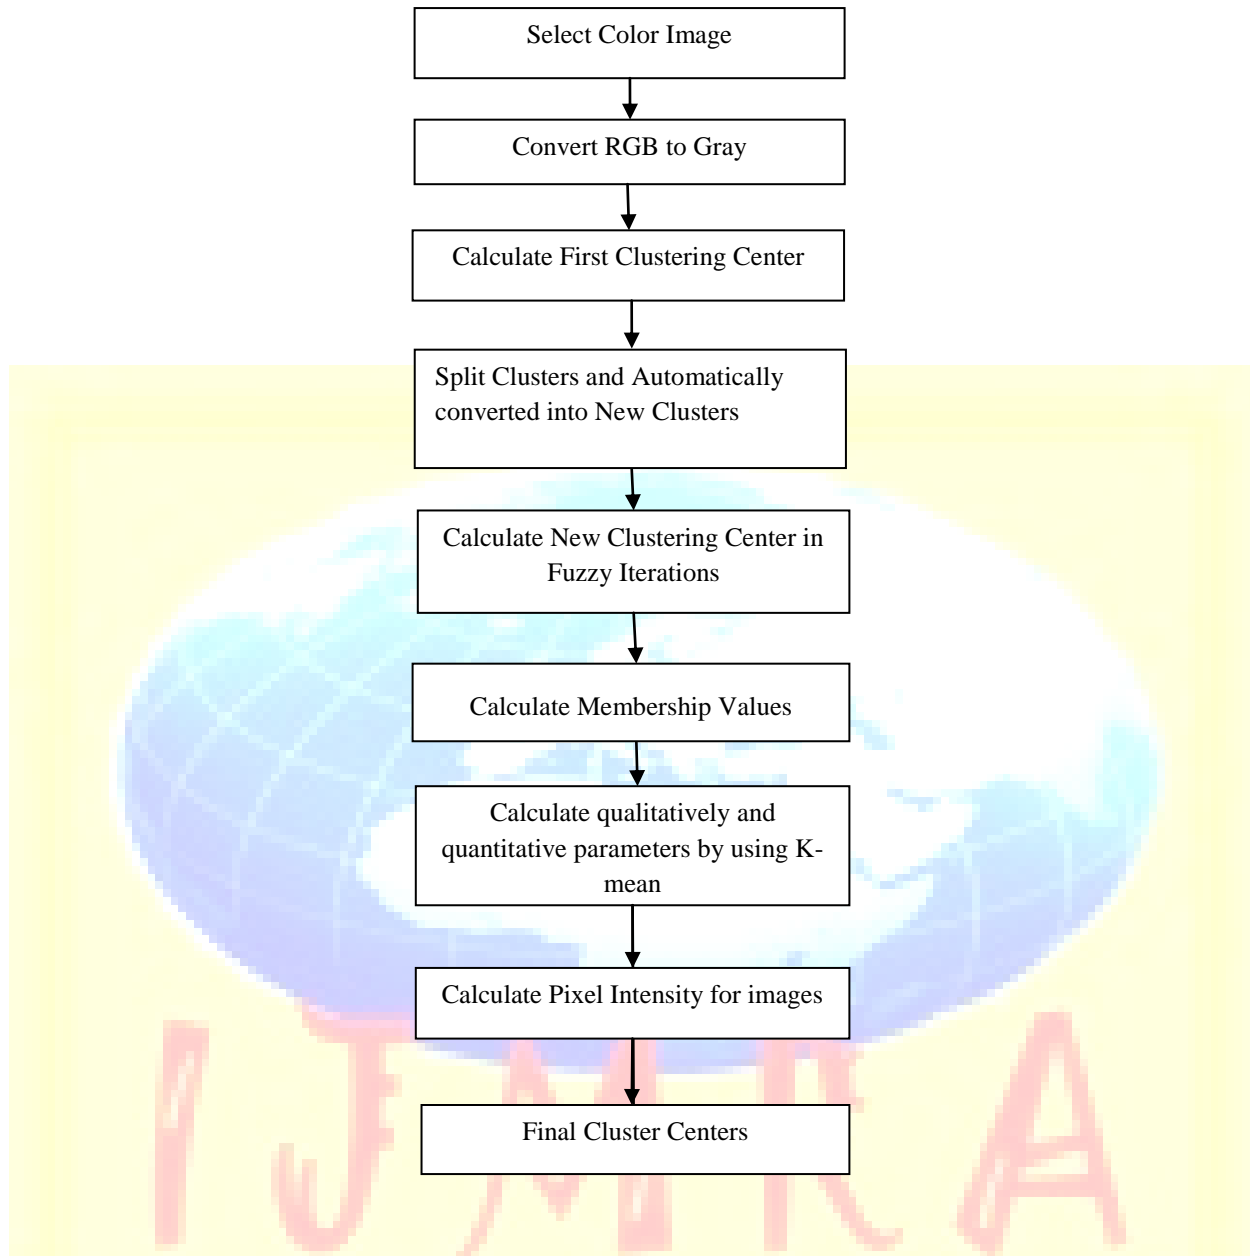 Select Color Image
Convert RGB to Gray
Calculate First Clustering Center
Split Clusters and Automatically
converted into New Clusters
Calculate New Clustering Center in
Fuzzy Iterations
Calculate Membership Values
Calculate qualitatively and
quantitative parameters by using K-
mean
Calculate Pixel Intensity for images
Final Cluster Centers
IJMRA